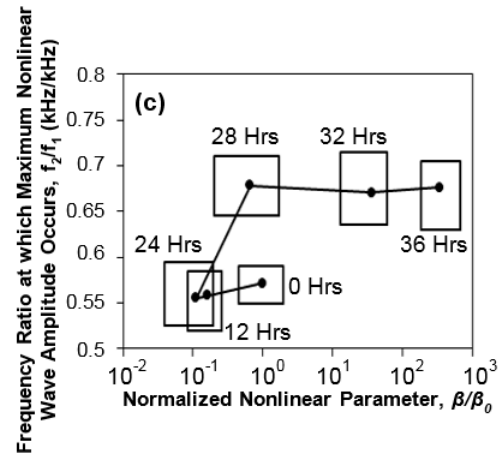 Frequency Ratio at which Maximum Nonlinear
Wave Amplitude Occurs, f₂/f₁ (kHz/kHz)
0.8
0.75
0.7
0.65
0.6
0.55
0.5
(c)
28 Hrs
32 Hrs
24 Hrs
36 Hrs
0 Hrs
12 Hrs
10⁻² 10⁻¹ 10⁰ 10¹ 10² 10³
Normalized Nonlinear Parameter, β/β₀